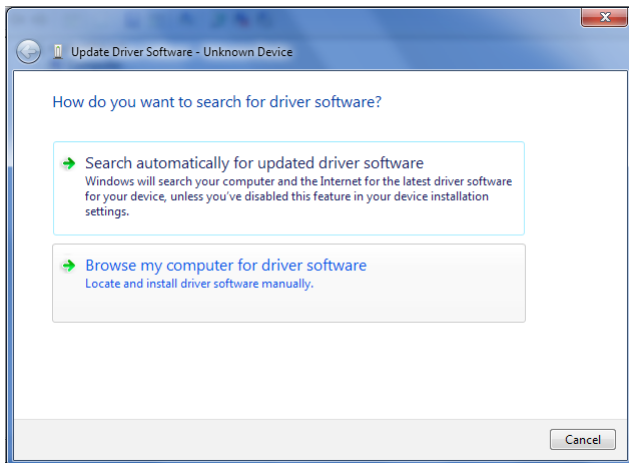 Update Driver Software - Unknown Device
How do you want to search for driver software?
Search automatically for updated driver software
Windows will search your computer and the Internet for the latest driver software
for your device, unless you've disabled this feature in your device installation
settings.
Browse my computer for driver software
Locate and install driver software manually.
Cancel